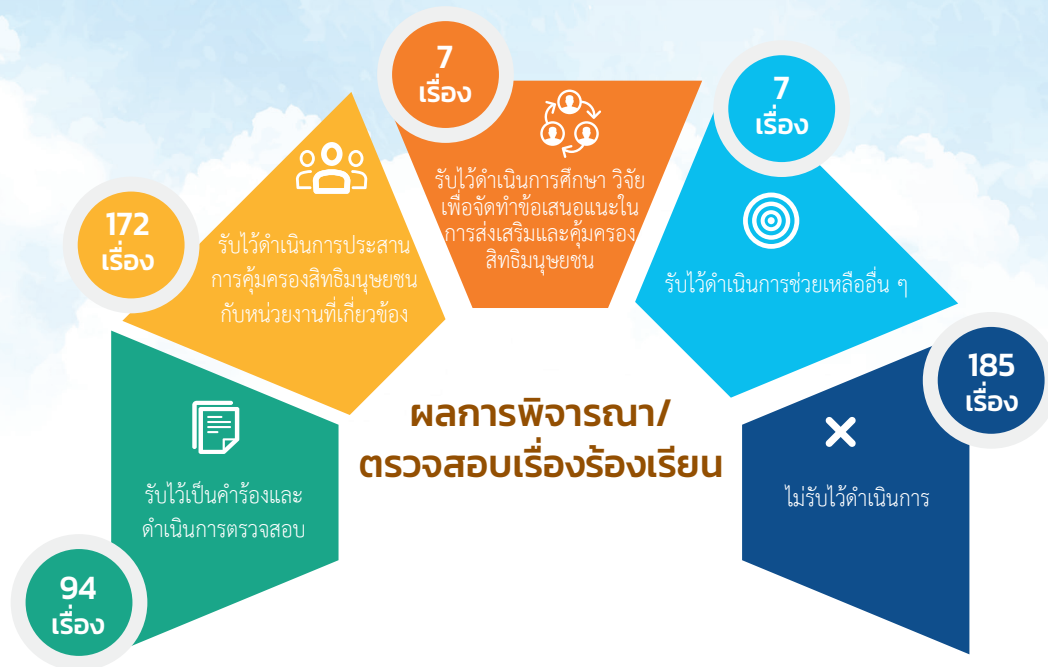 94
เรื่อง
รับไว้เป็นคำร้องและ
ดำเนินการตรวจสอบ
172
เรื่อง
รับไว้ดำเนินการประสาน
การคุ้มครองสิทธิมนุษยชน
กับหน่วยงานที่เกี่ยวข้อง
7
เรื่อง
รับไว้ดำเนินการศึกษา วิจัย
เพื่อจัดทำข้อเสนอแนะใน
การส่งเสริมและคุ้มครอง
สิทธิมนุษยชน
7
เรื่อง
รับไว้ดำเนินการช่วยเหลืออื่น ๆ
185
เรื่อง
ไม่รับไว้ดำเนินการ
ผลการพิจารณา/
ตรวจสอบเรื่องร้องเรียน